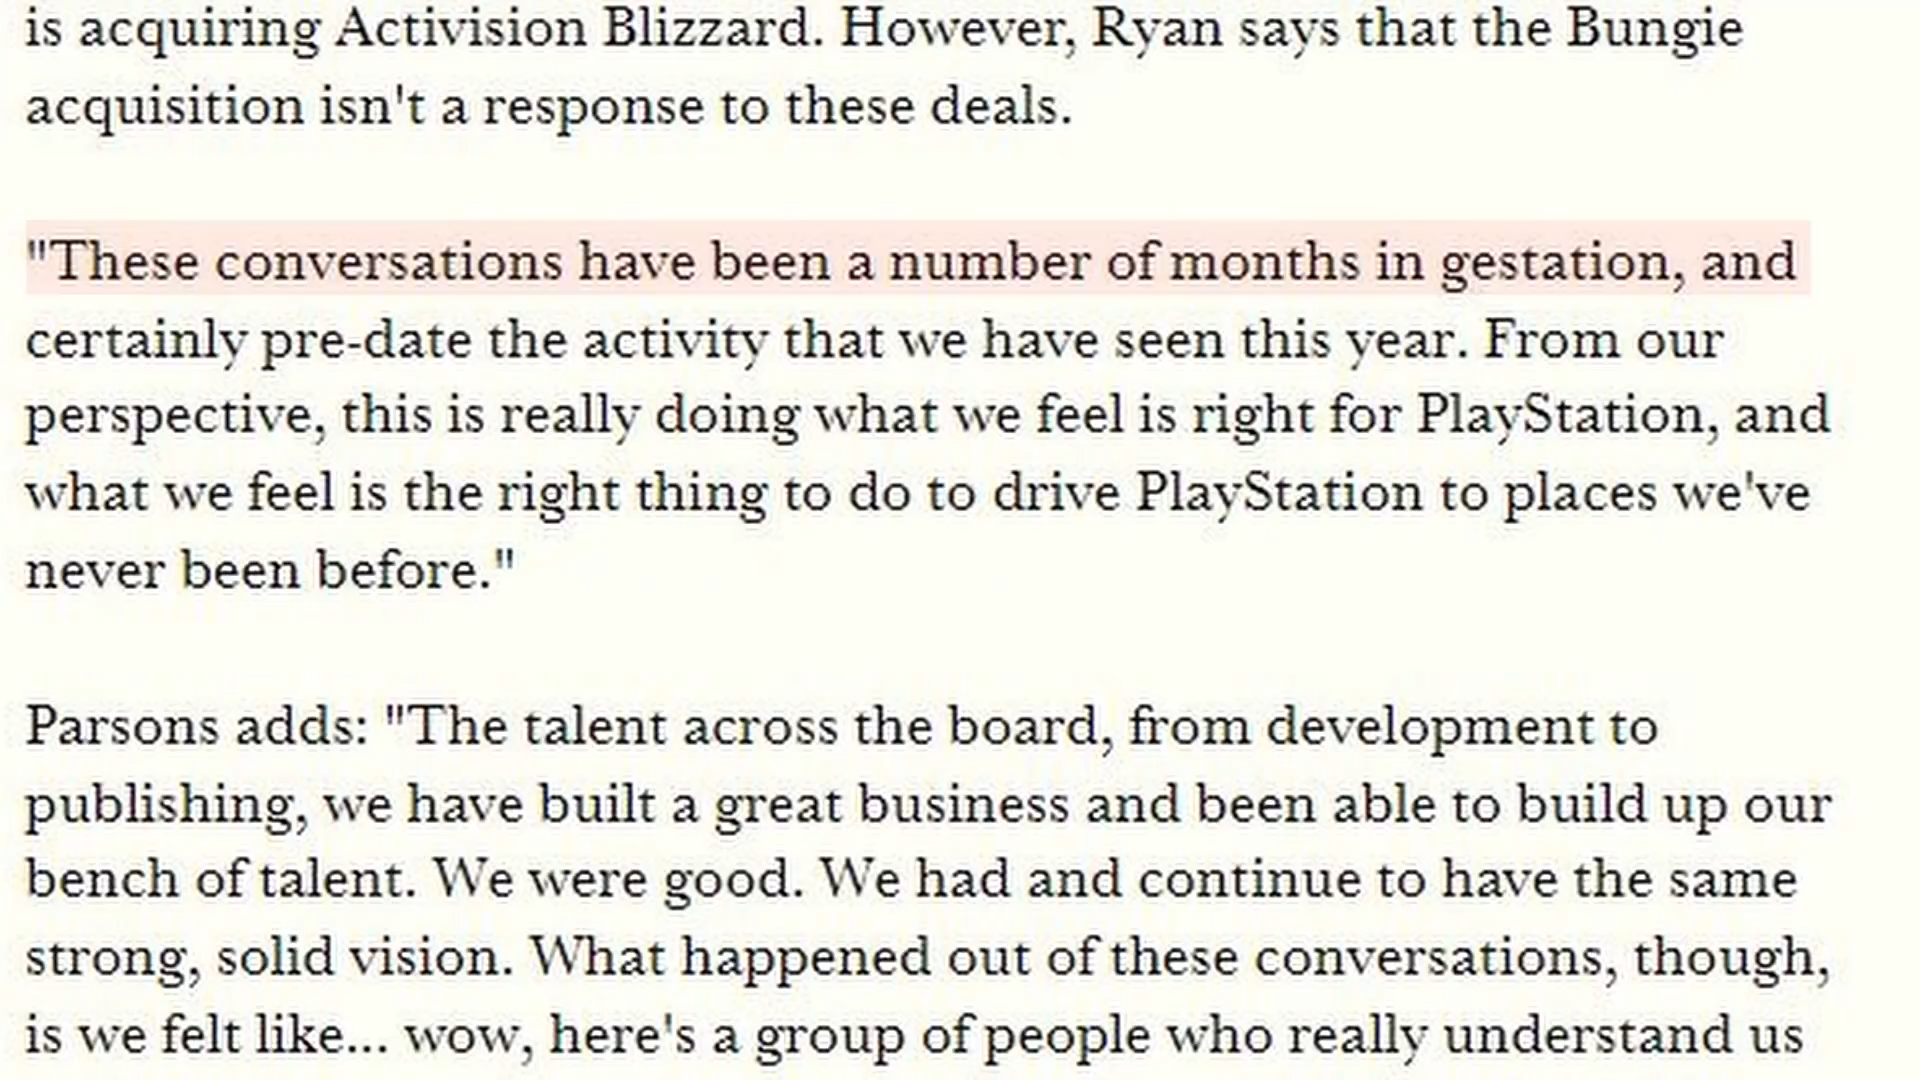 is acquiring Activision Blizzard. However, Ryan says that the Bungie
acquisition isn't a response to these deals.
"These conversations have been a number of months in gestation, and
certainly pre-date the activity that we have seen this year. From our
perspective, this is really doing what we feel is right for PlayStation, and
what we feel is the right thing to do to drive PlayStation to places we've
never been before."
Parsons adds: "The talent across the board, from development to
publishing, we have built a great business and been able to build up our
bench of talent. We were good. We had and continue to have the same
strong, solid vision. What happened out of these conversations, though,
is we felt like... wow, here's a group of people who really understand us